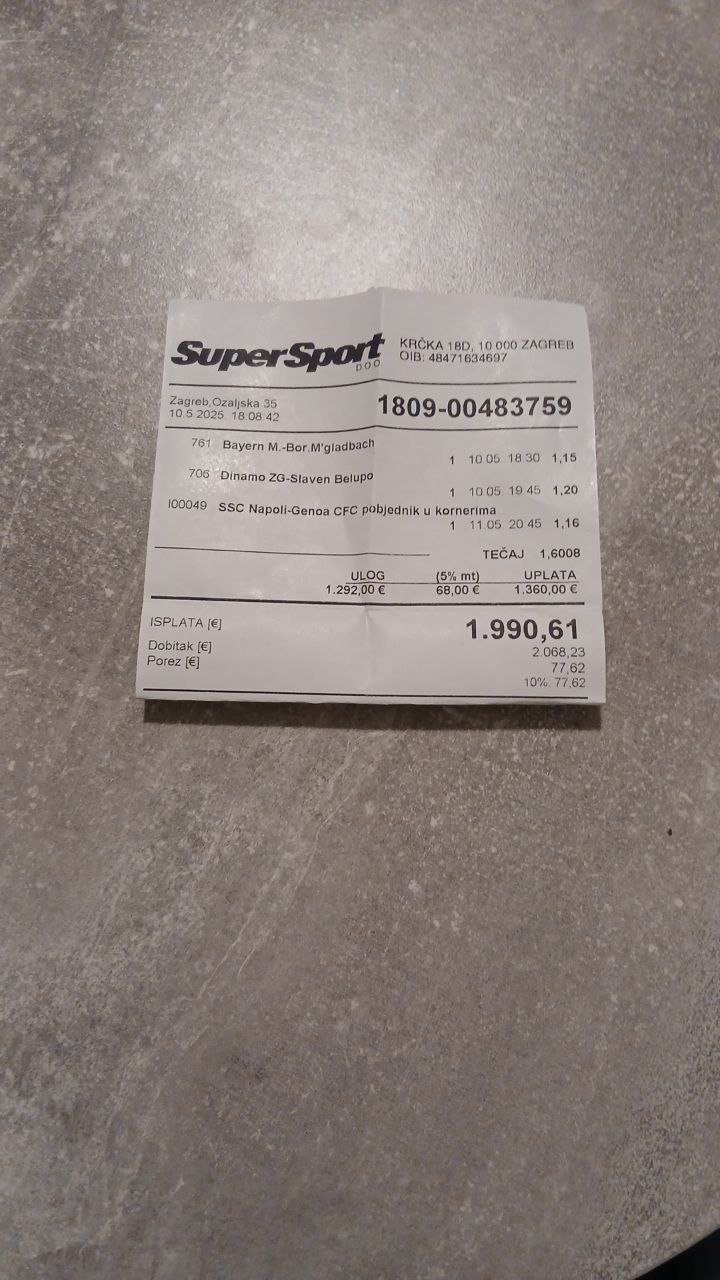 SuperSport D.O.O.
KRČKA 18D, 10 000 ZAGREB
OIB: 48471634697
Zagreb,Ozaljska 35
10.5.2025. 18:08:42
1809-00483759
761 Bayern M.-Bor.M'gladbach
1 10.05. 18.30 1,15
706 Dinamo ZG-Slaven Belupo
1 10.05. 19.45 1,20
I00049 SSC Napoli-Genoa CFC pobjednik u kornerima
1 11.05. 20:45 1,16
TEČAJ 1,6008
ULOG (5% mt) UPLATA
1.292,00 € 68,00 € 1.360,00 €
ISPLATA [€] 1.990,61
Dobitak [€] 2.068,23
Porez [€] 77,62
10%. 77,62